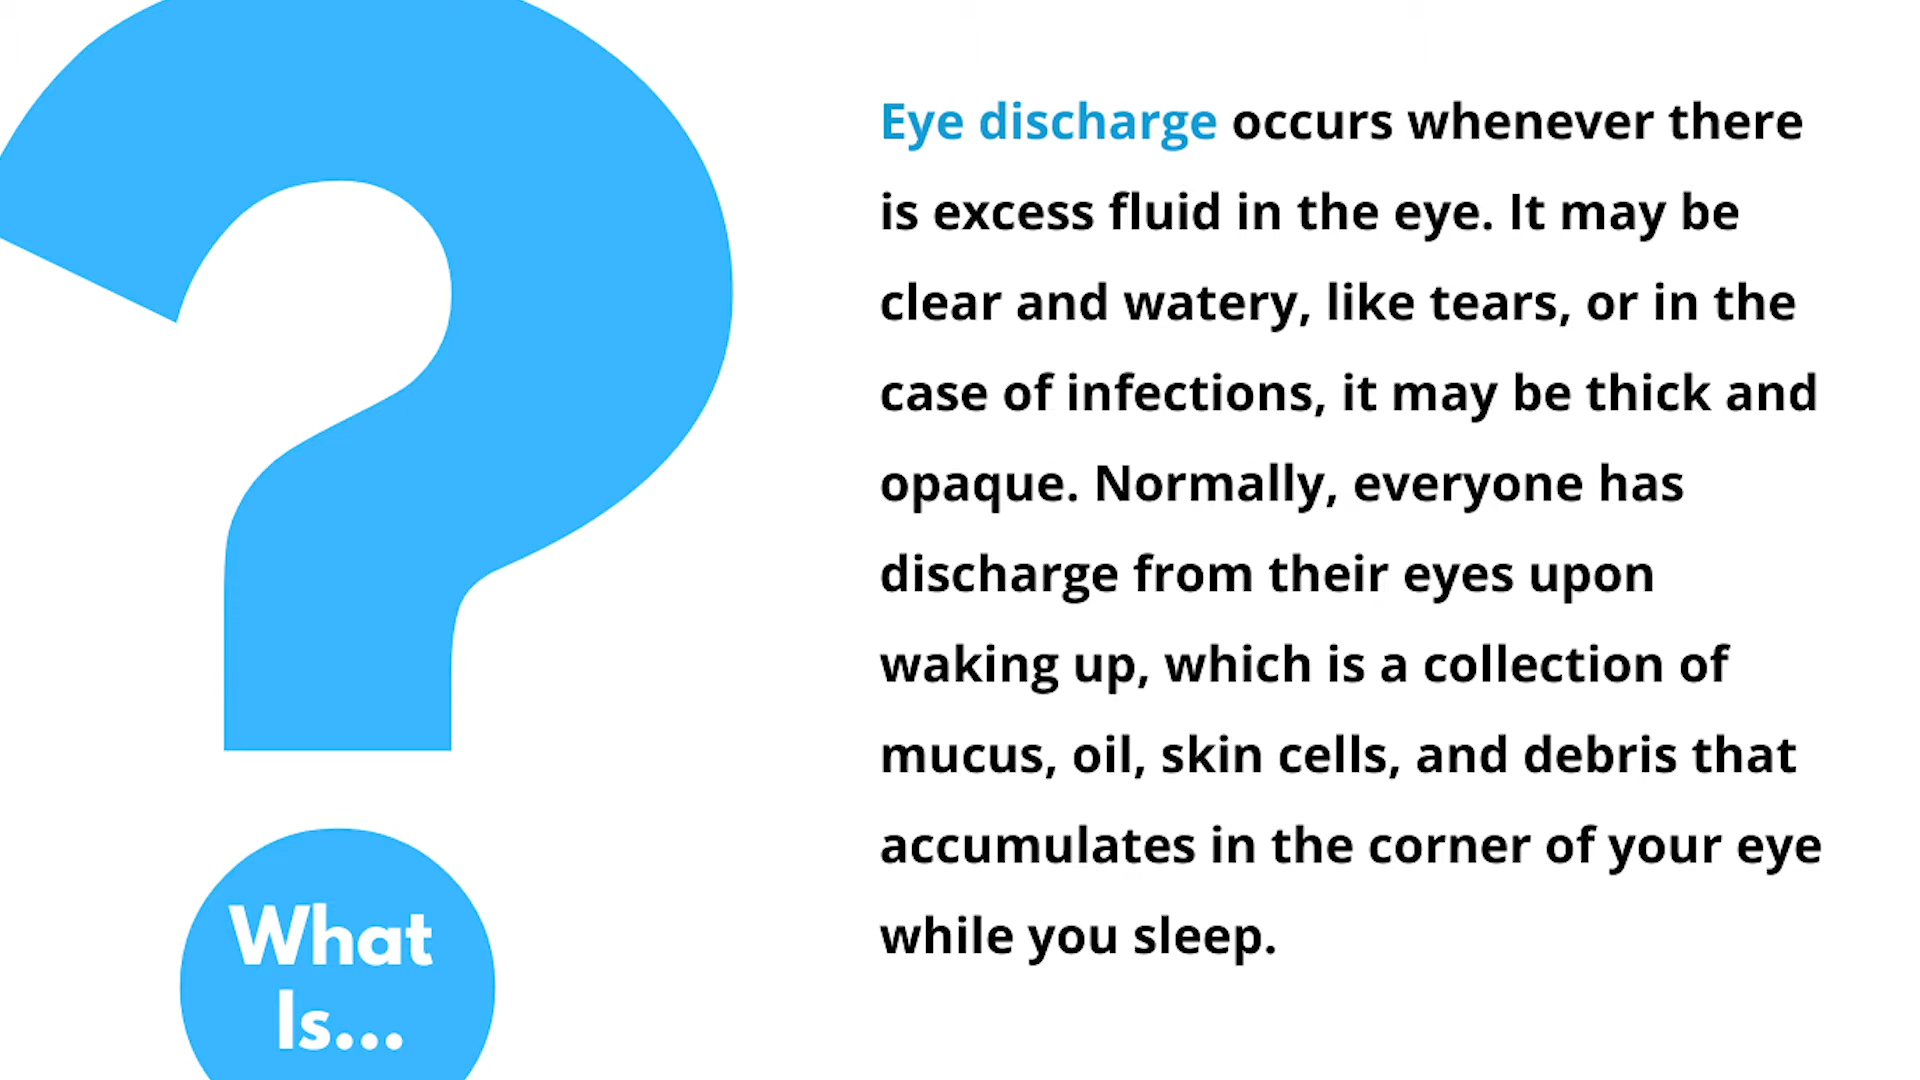 Eye discharge occurs whenever there
is excess fluid in the eye. It may be
clear and watery, like tears, or in the
case of infections, it may be thick and
opaque. Normally, everyone has
discharge from their eyes upon
waking up, which is a collection of
mucus, oil, skin cells, and debris that
accumulates in the corner of your eye
while you sleep.
What
Is...